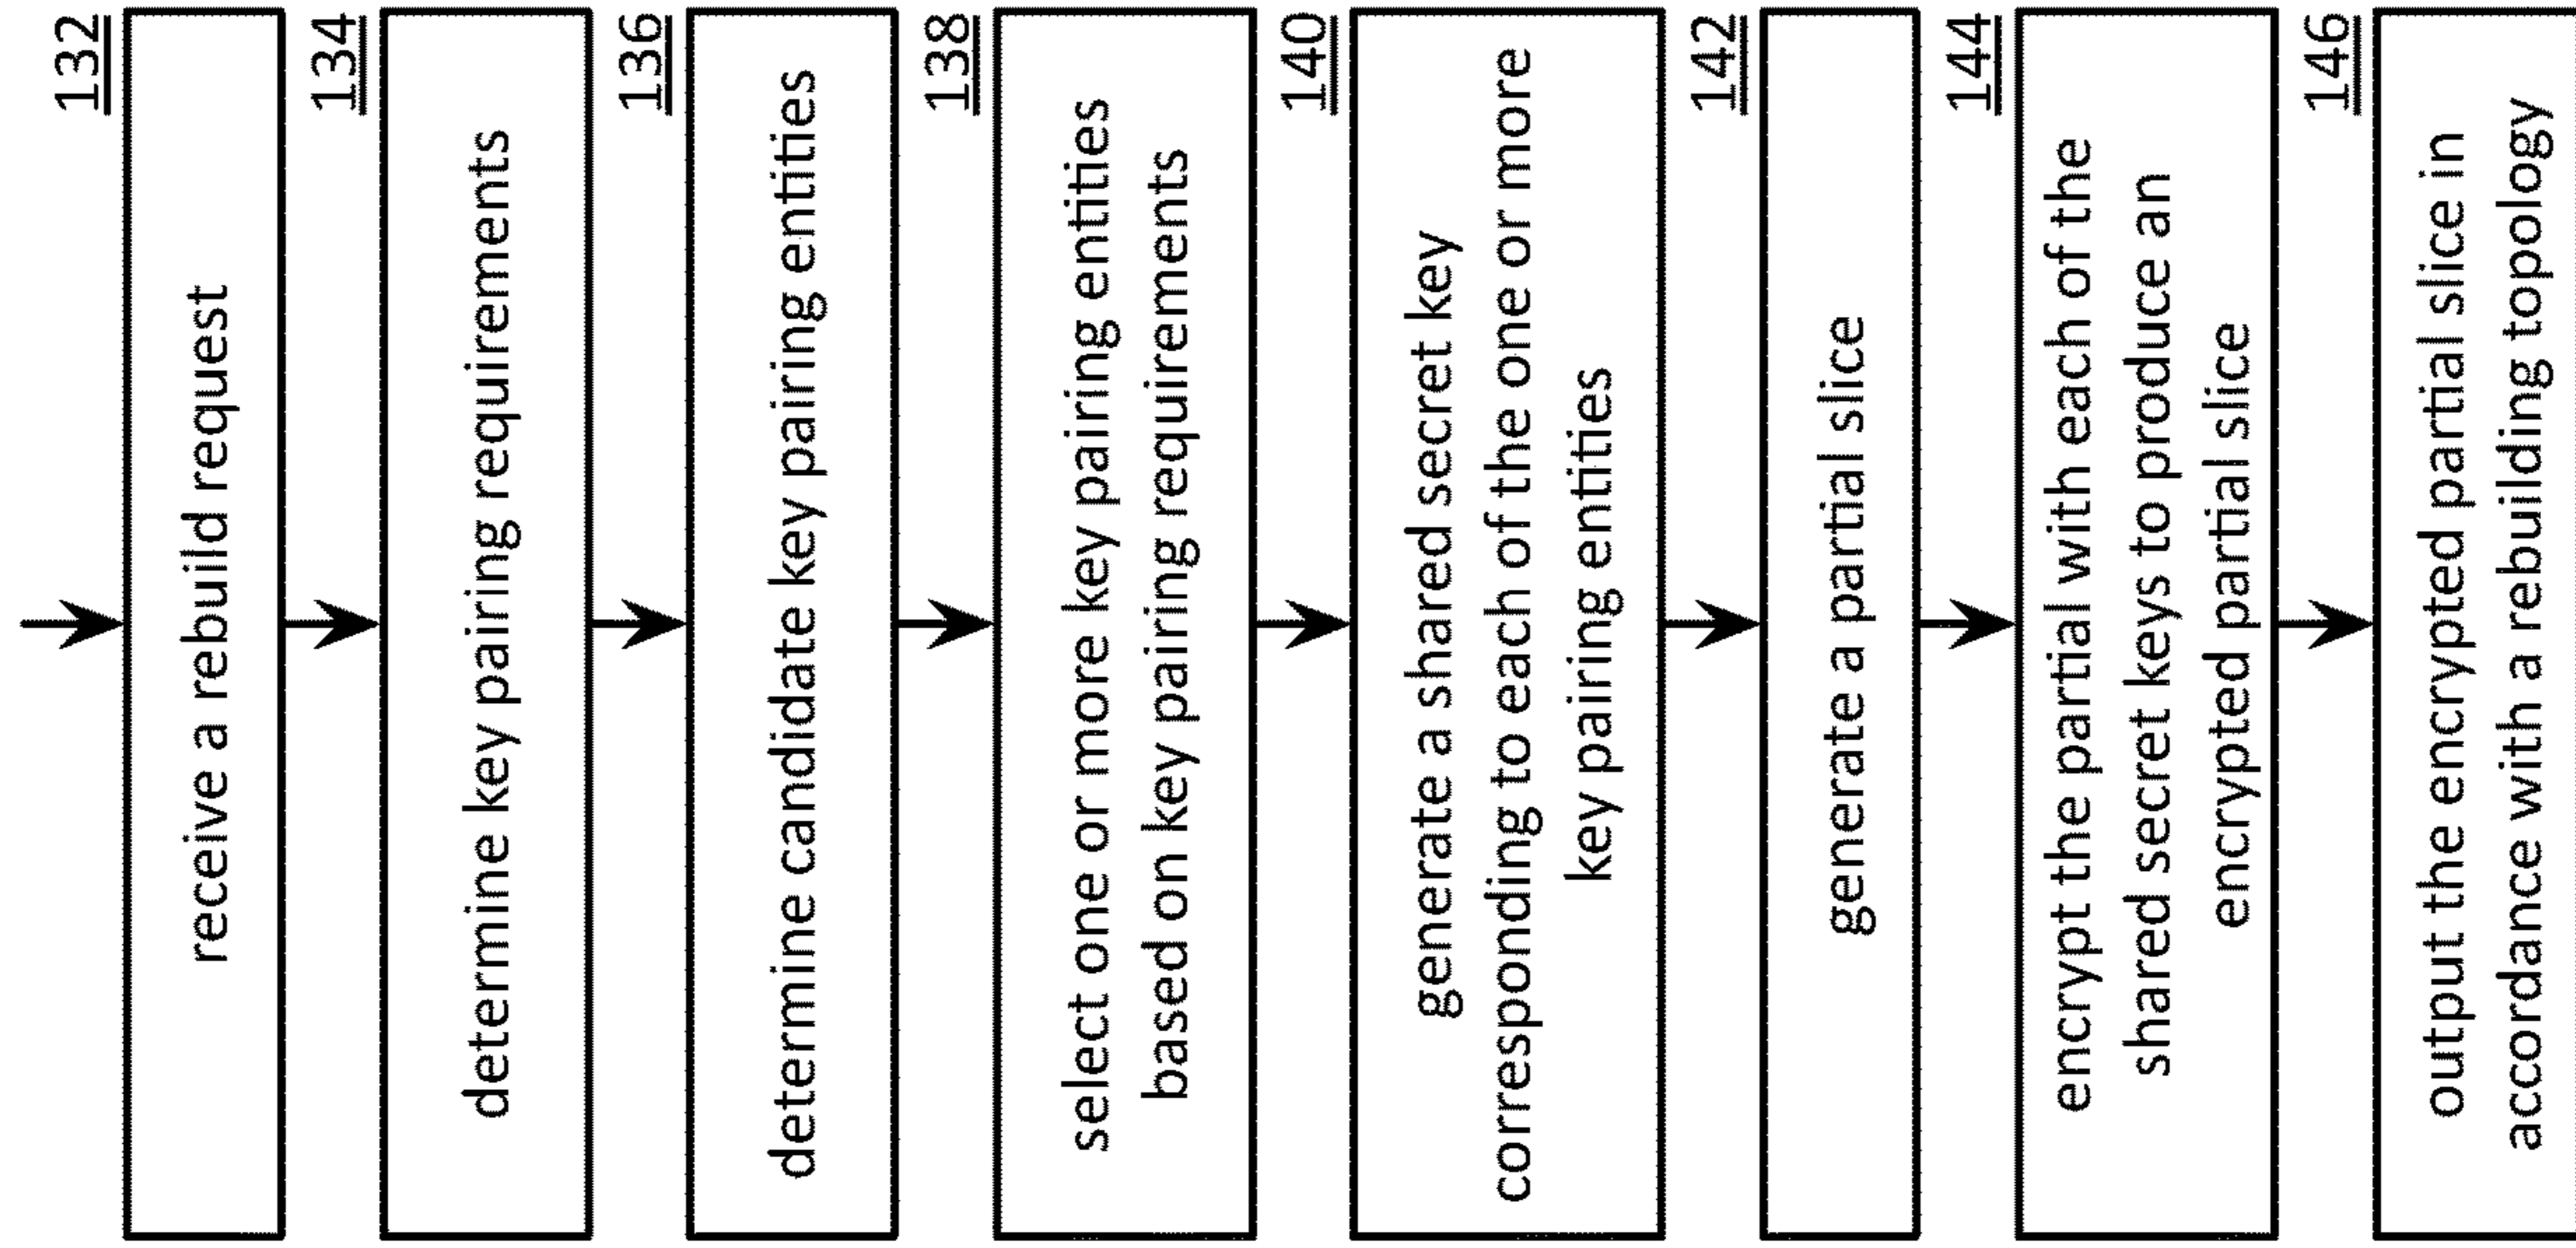 132
receive a rebuild request
134
determine key pairing requirements
136
determine candidate key pairing entities
138
select one or more key pairing entities
based on key pairing requirements
140
generate a shared secret key
corresponding to each of the one or more
key pairing entities
142
generate a partial slice
144
encrypt the partial with each of the
shared secret keys to produce an
encrypted partial slice
146
output the encrypted partial slice in
accordance with a rebuilding topology